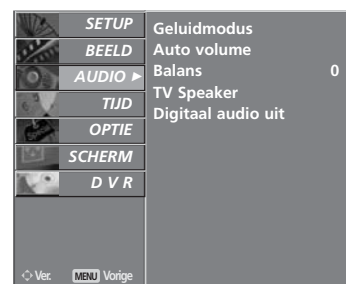 SETUP
BEELD
AUDIO ►
TIJD
OPTIE
SCHERM
D V R
Geluidmodus
Auto volume
Balans 0
TV Speaker
Digitaal audio uit
Ver. MENU Vorige